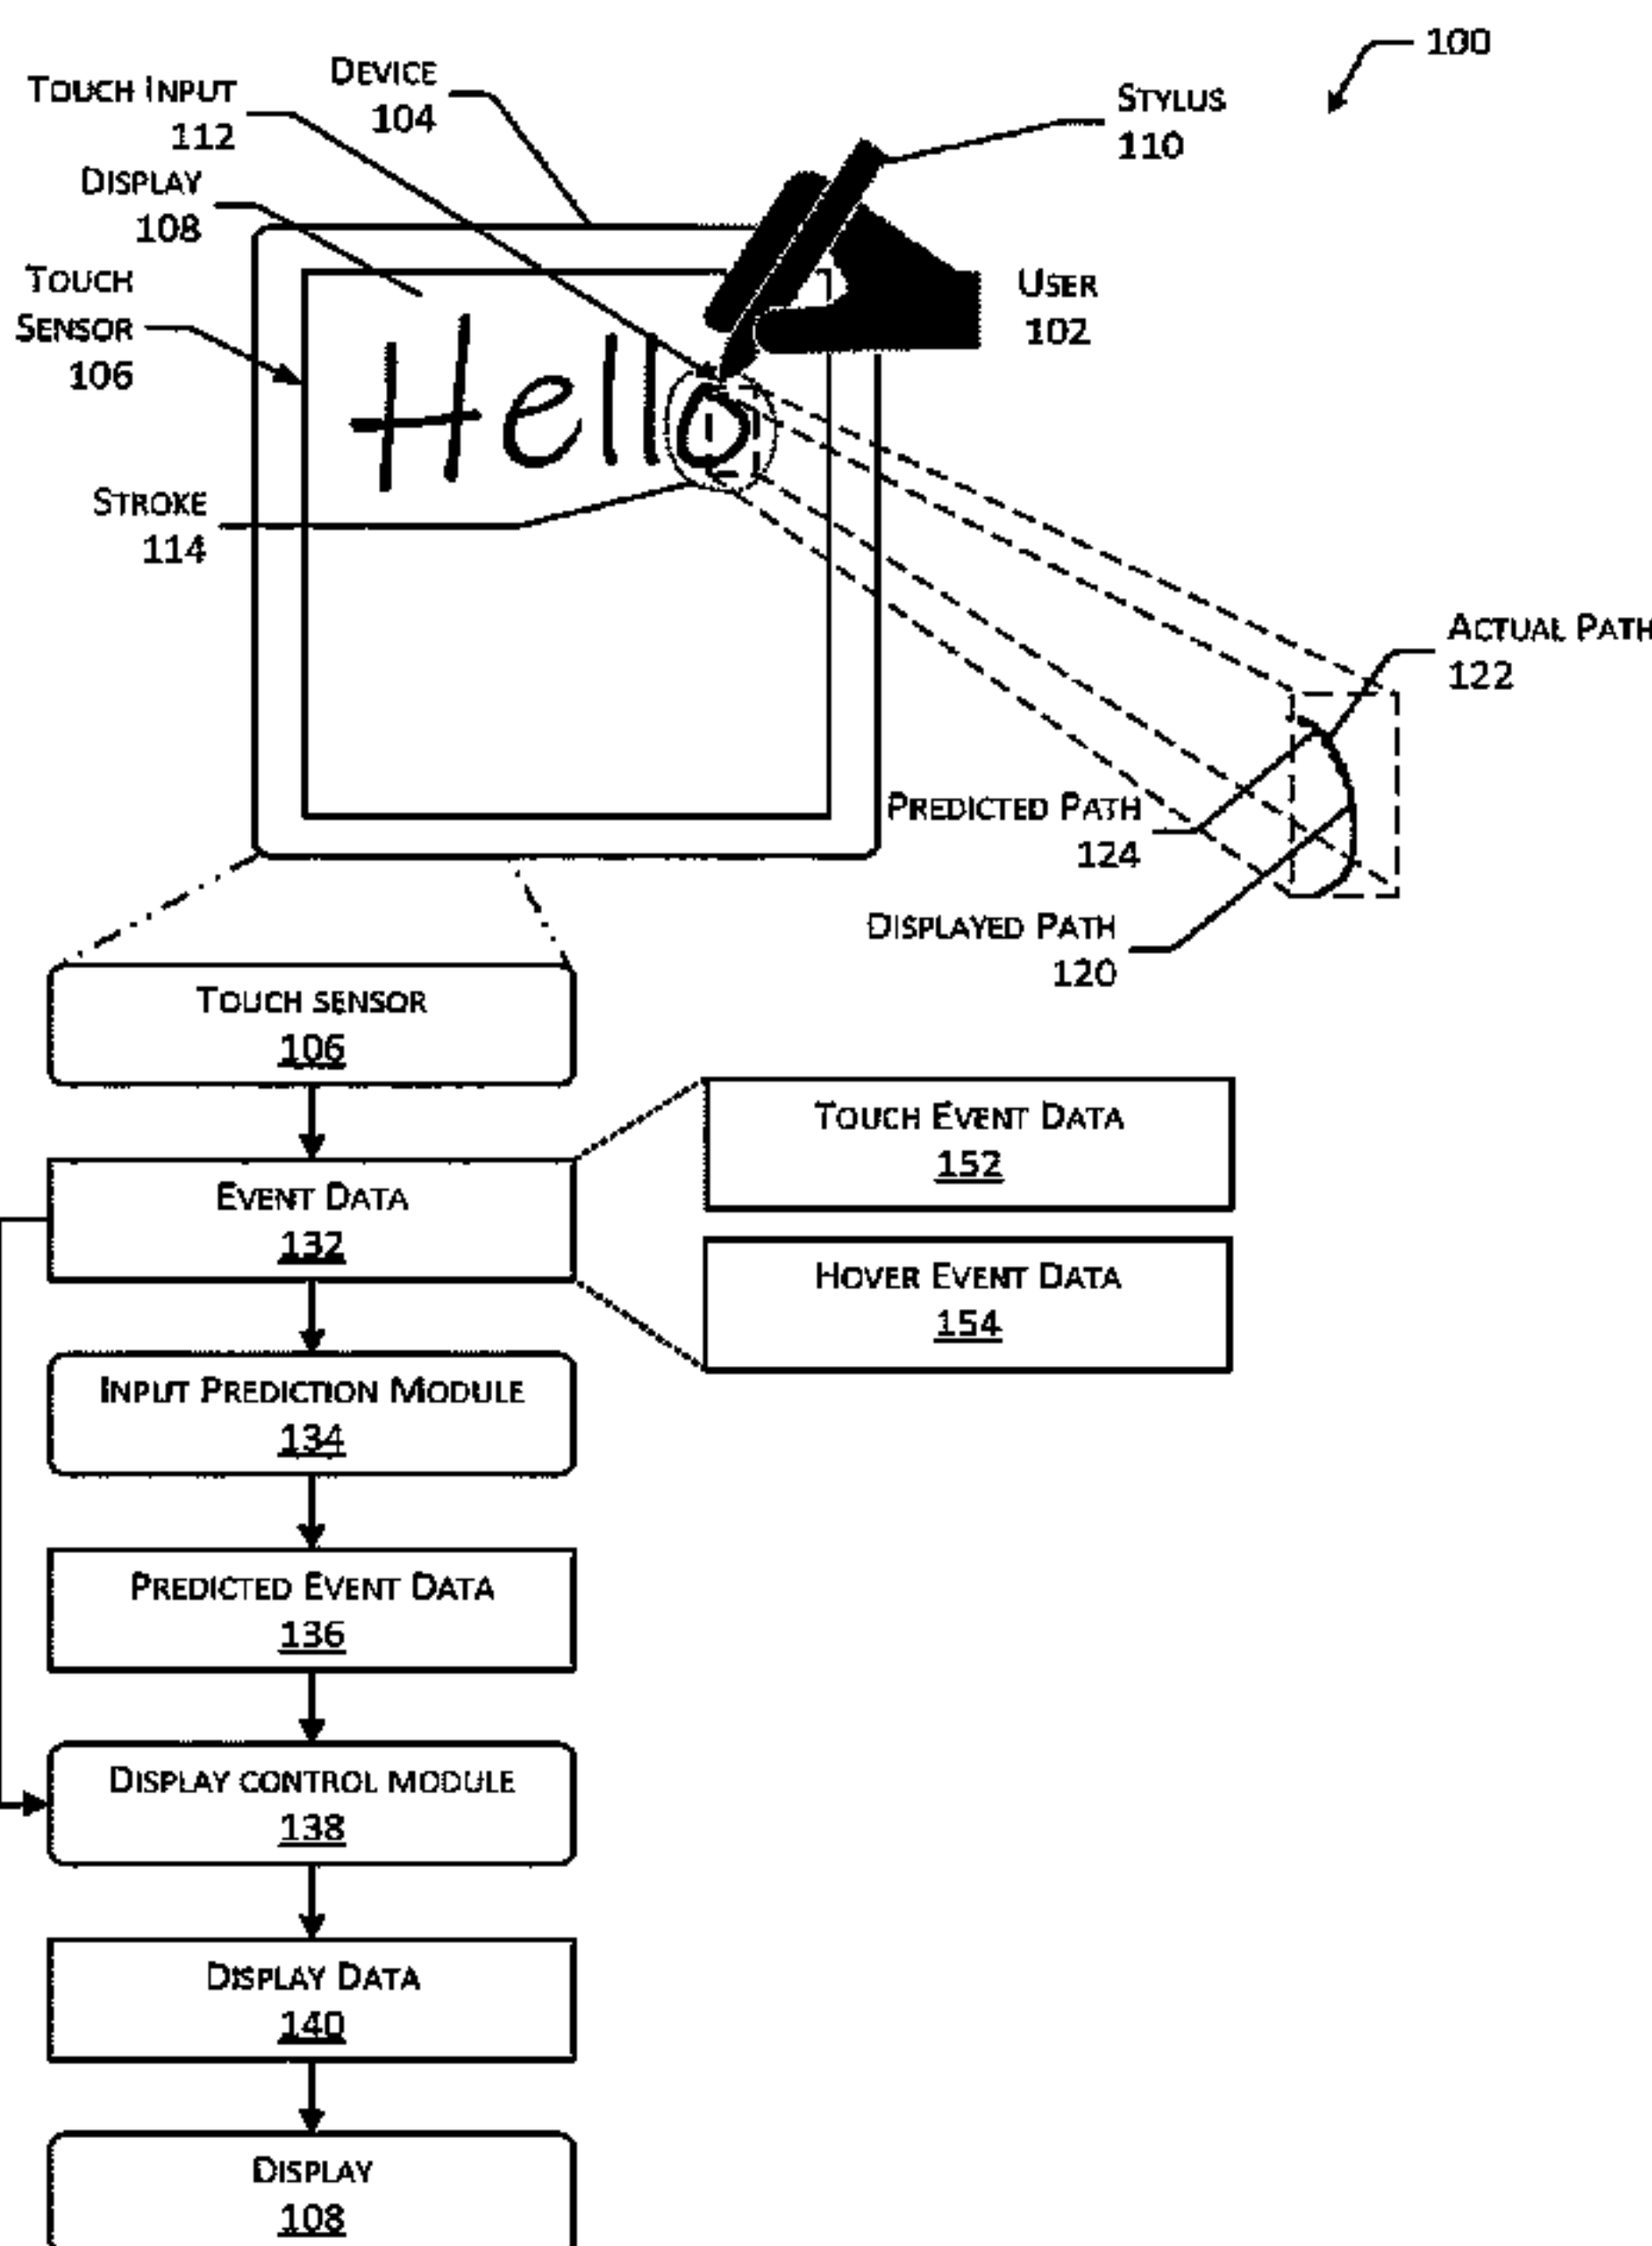 100
TOUCH INPUT
112
DEVICE
104
STYLUS
110
DISPLAY
108
TOUCH
SENSOR
106
USER
102
Hello
STROKE
114
ACTUAL PATH
122
PREDICTED PATH
124
DISPLAYED PATH
120
TOUCH SENSOR
106
TOUCH EVENT DATA
152
EVENT DATA
132
HOVER EVENT DATA
154
INPUT PREDICTION MODULE
134
PREDICTED EVENT DATA
136
DISPLAY CONTROL MODULE
138
DISPLAY DATA
140
DISPLAY
108